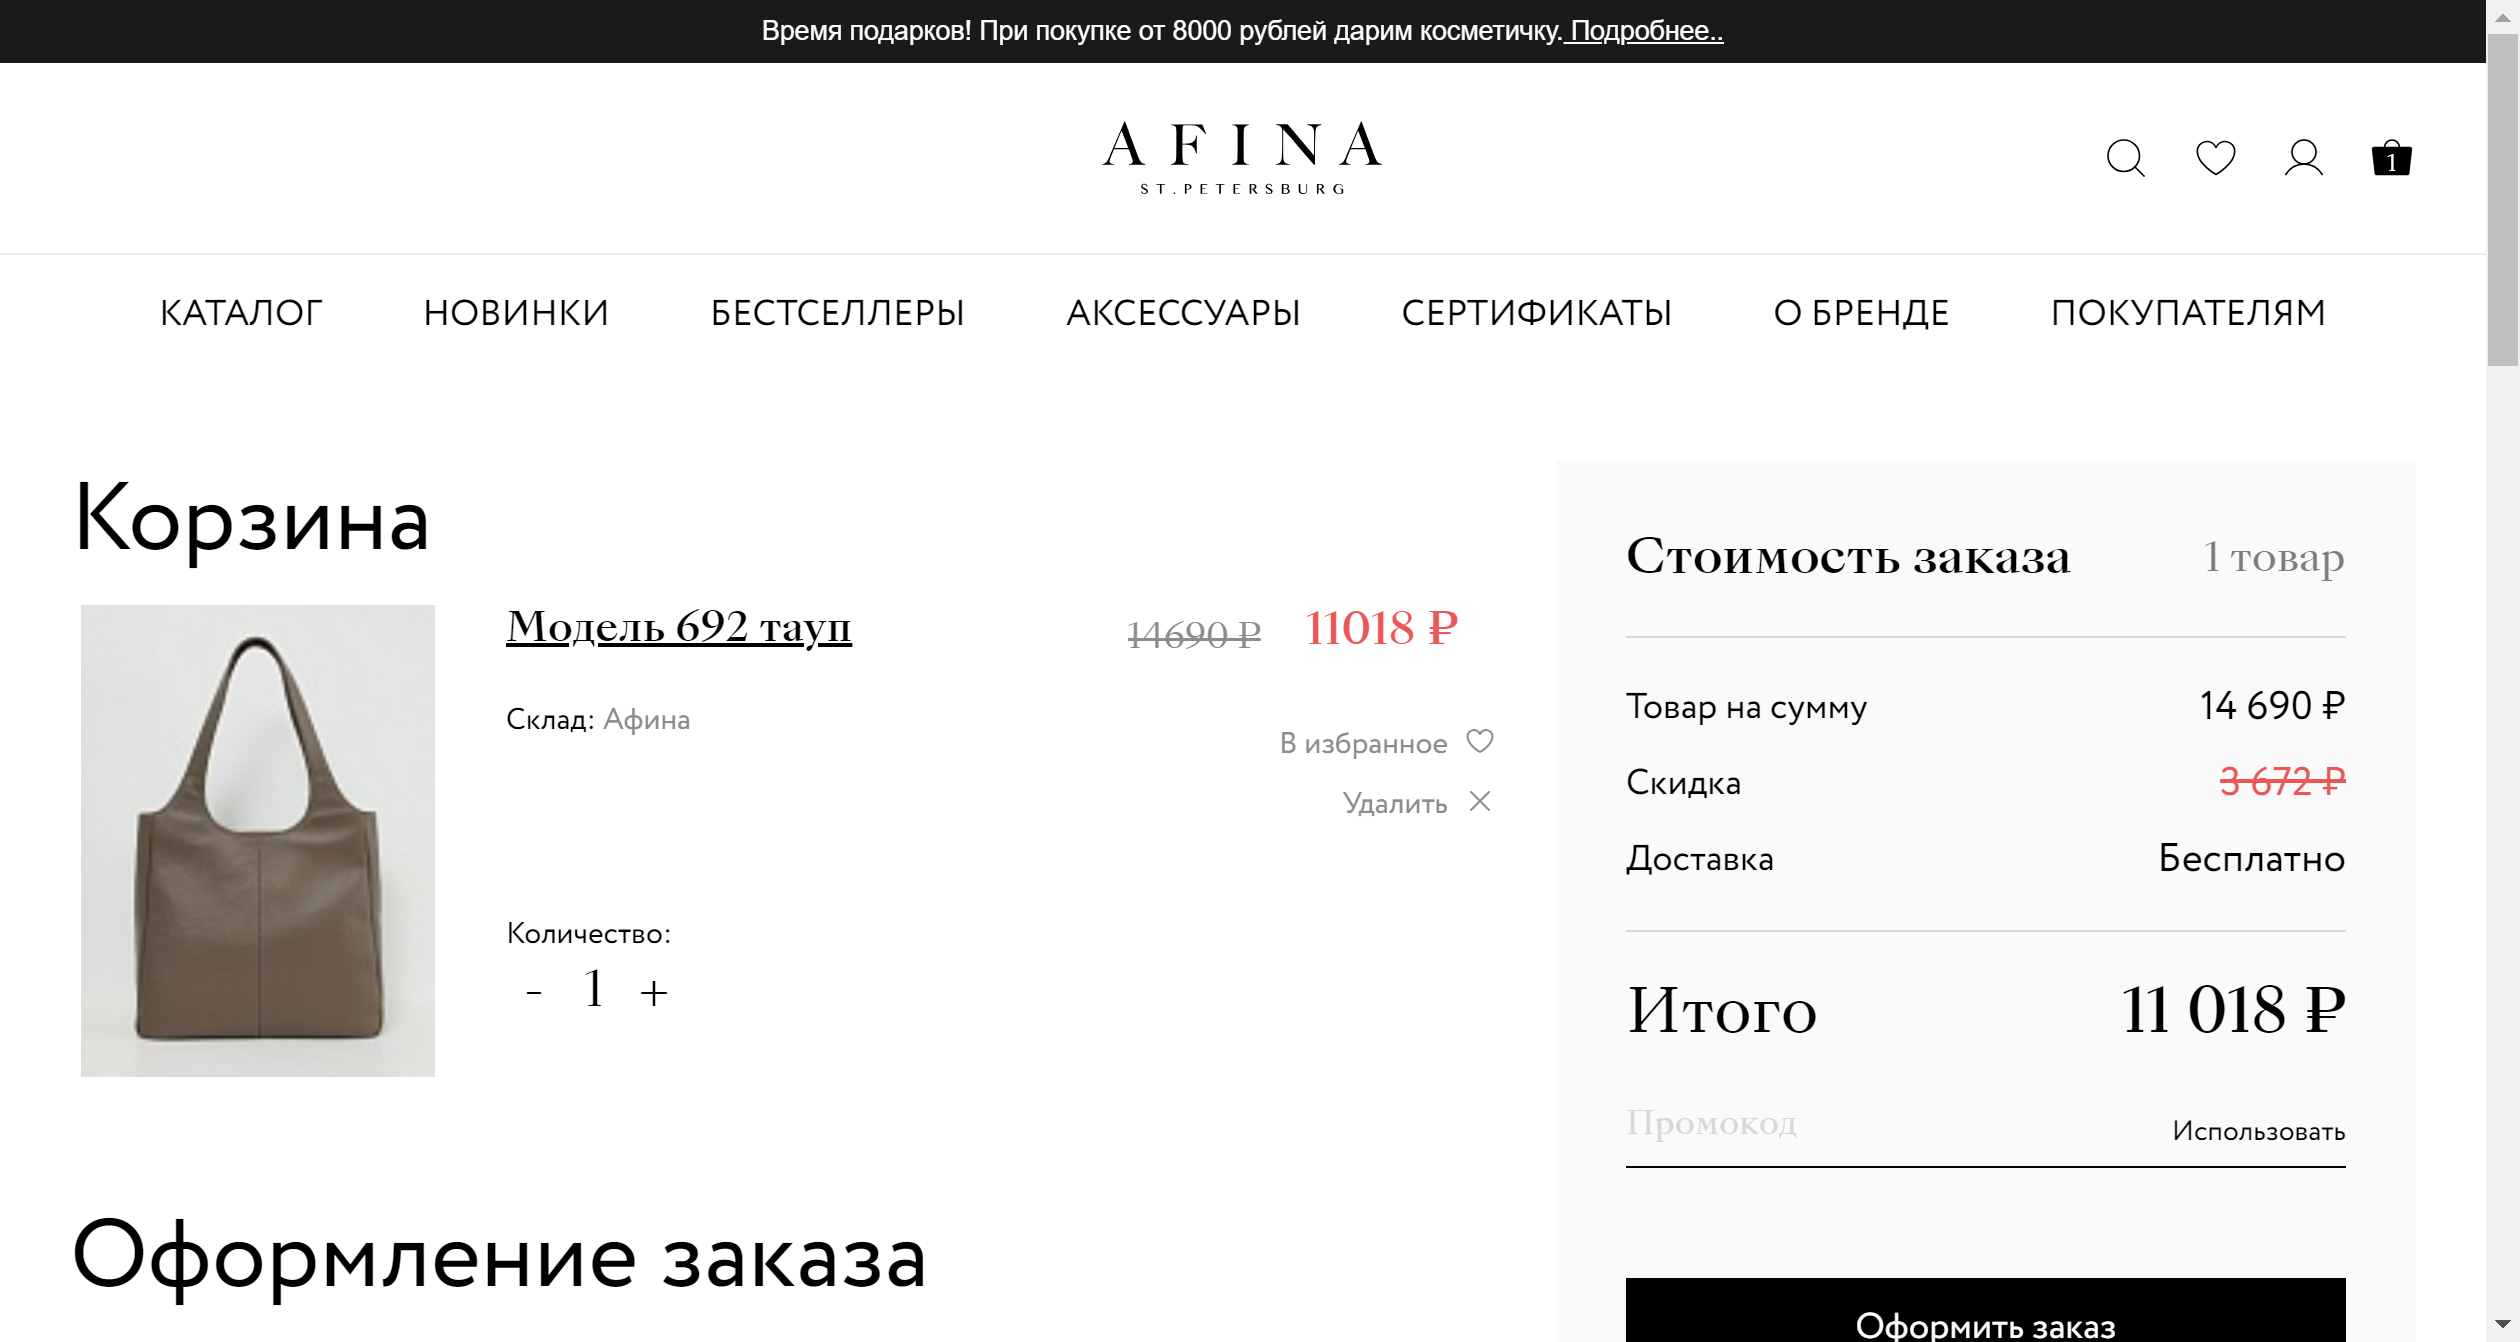 Время подарков! При покупке от 8000 рублей дарим косметичку. Подробнее..
AFINA
ST.PETERSBURG
1
КАТАЛОГ НОВИНКИ БЕСТСЕЛЛЕРЫ АКСЕССУАРЫ СЕРТИФИКАТЫ О БРЕНДЕ ПОКУПАТЕЛЯМ
Корзина
Модель 692 тауп
14690 ₽ 11018 ₽
Склад: Афина
В избранное
Удалить
Количество:
- 1 +
Стоимость заказа 1 товар
Товар на сумму 14 690 ₽
Скидка 3 672 ₽
Доставка Бесплатно
Итого 11 018 ₽
Промокод Использовать
Оформление заказа
Оформить заказ